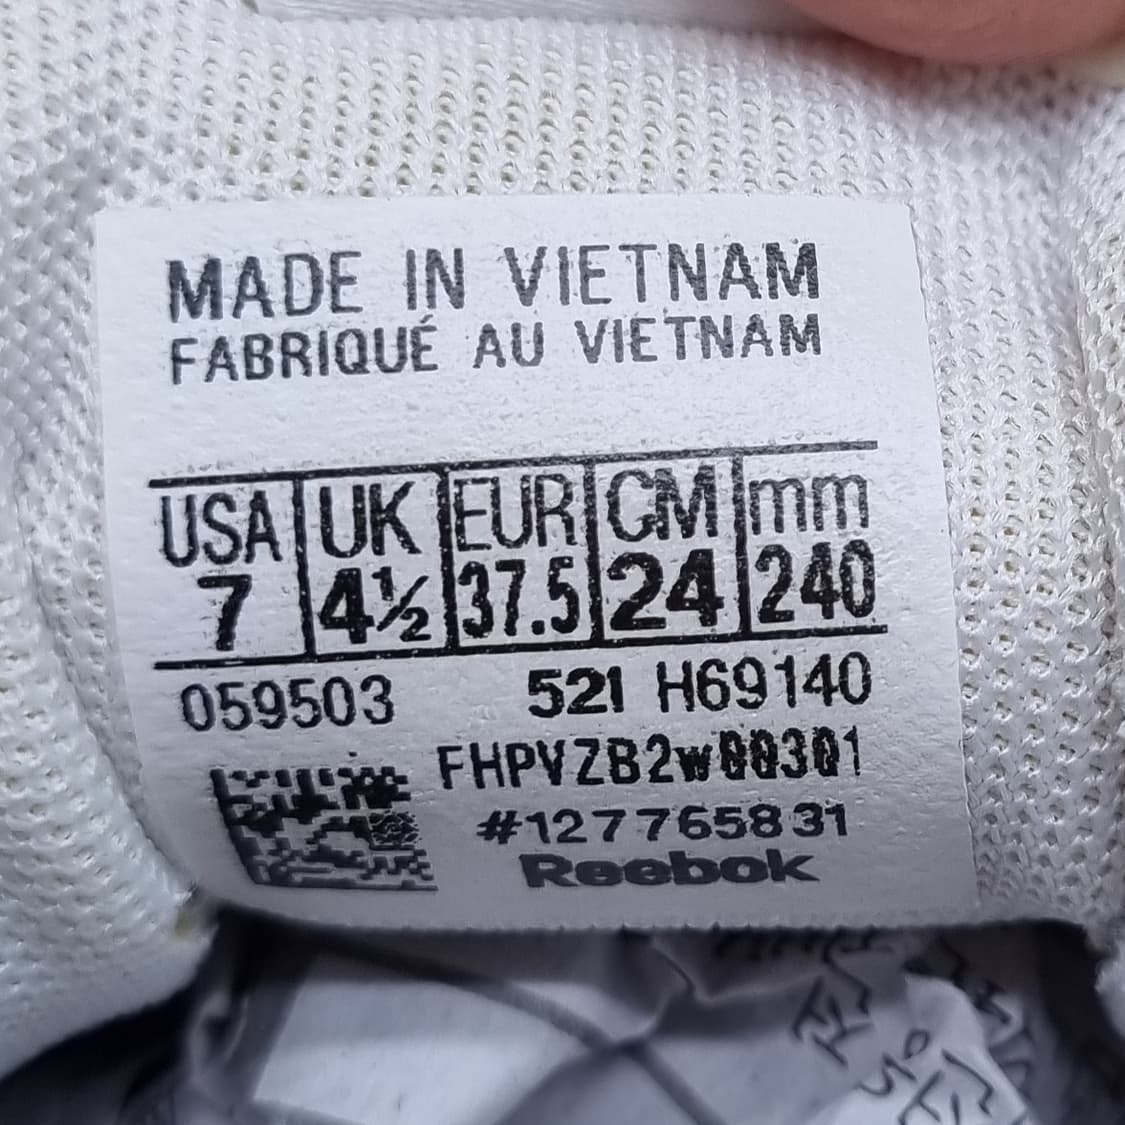 MADE IN VIETNAM
FABRIQUÉ AU VIETNAM
USA UK EUR CM mm
7 4½ 37.5 24 240
059503 521 H69140
#127765831
Reebok